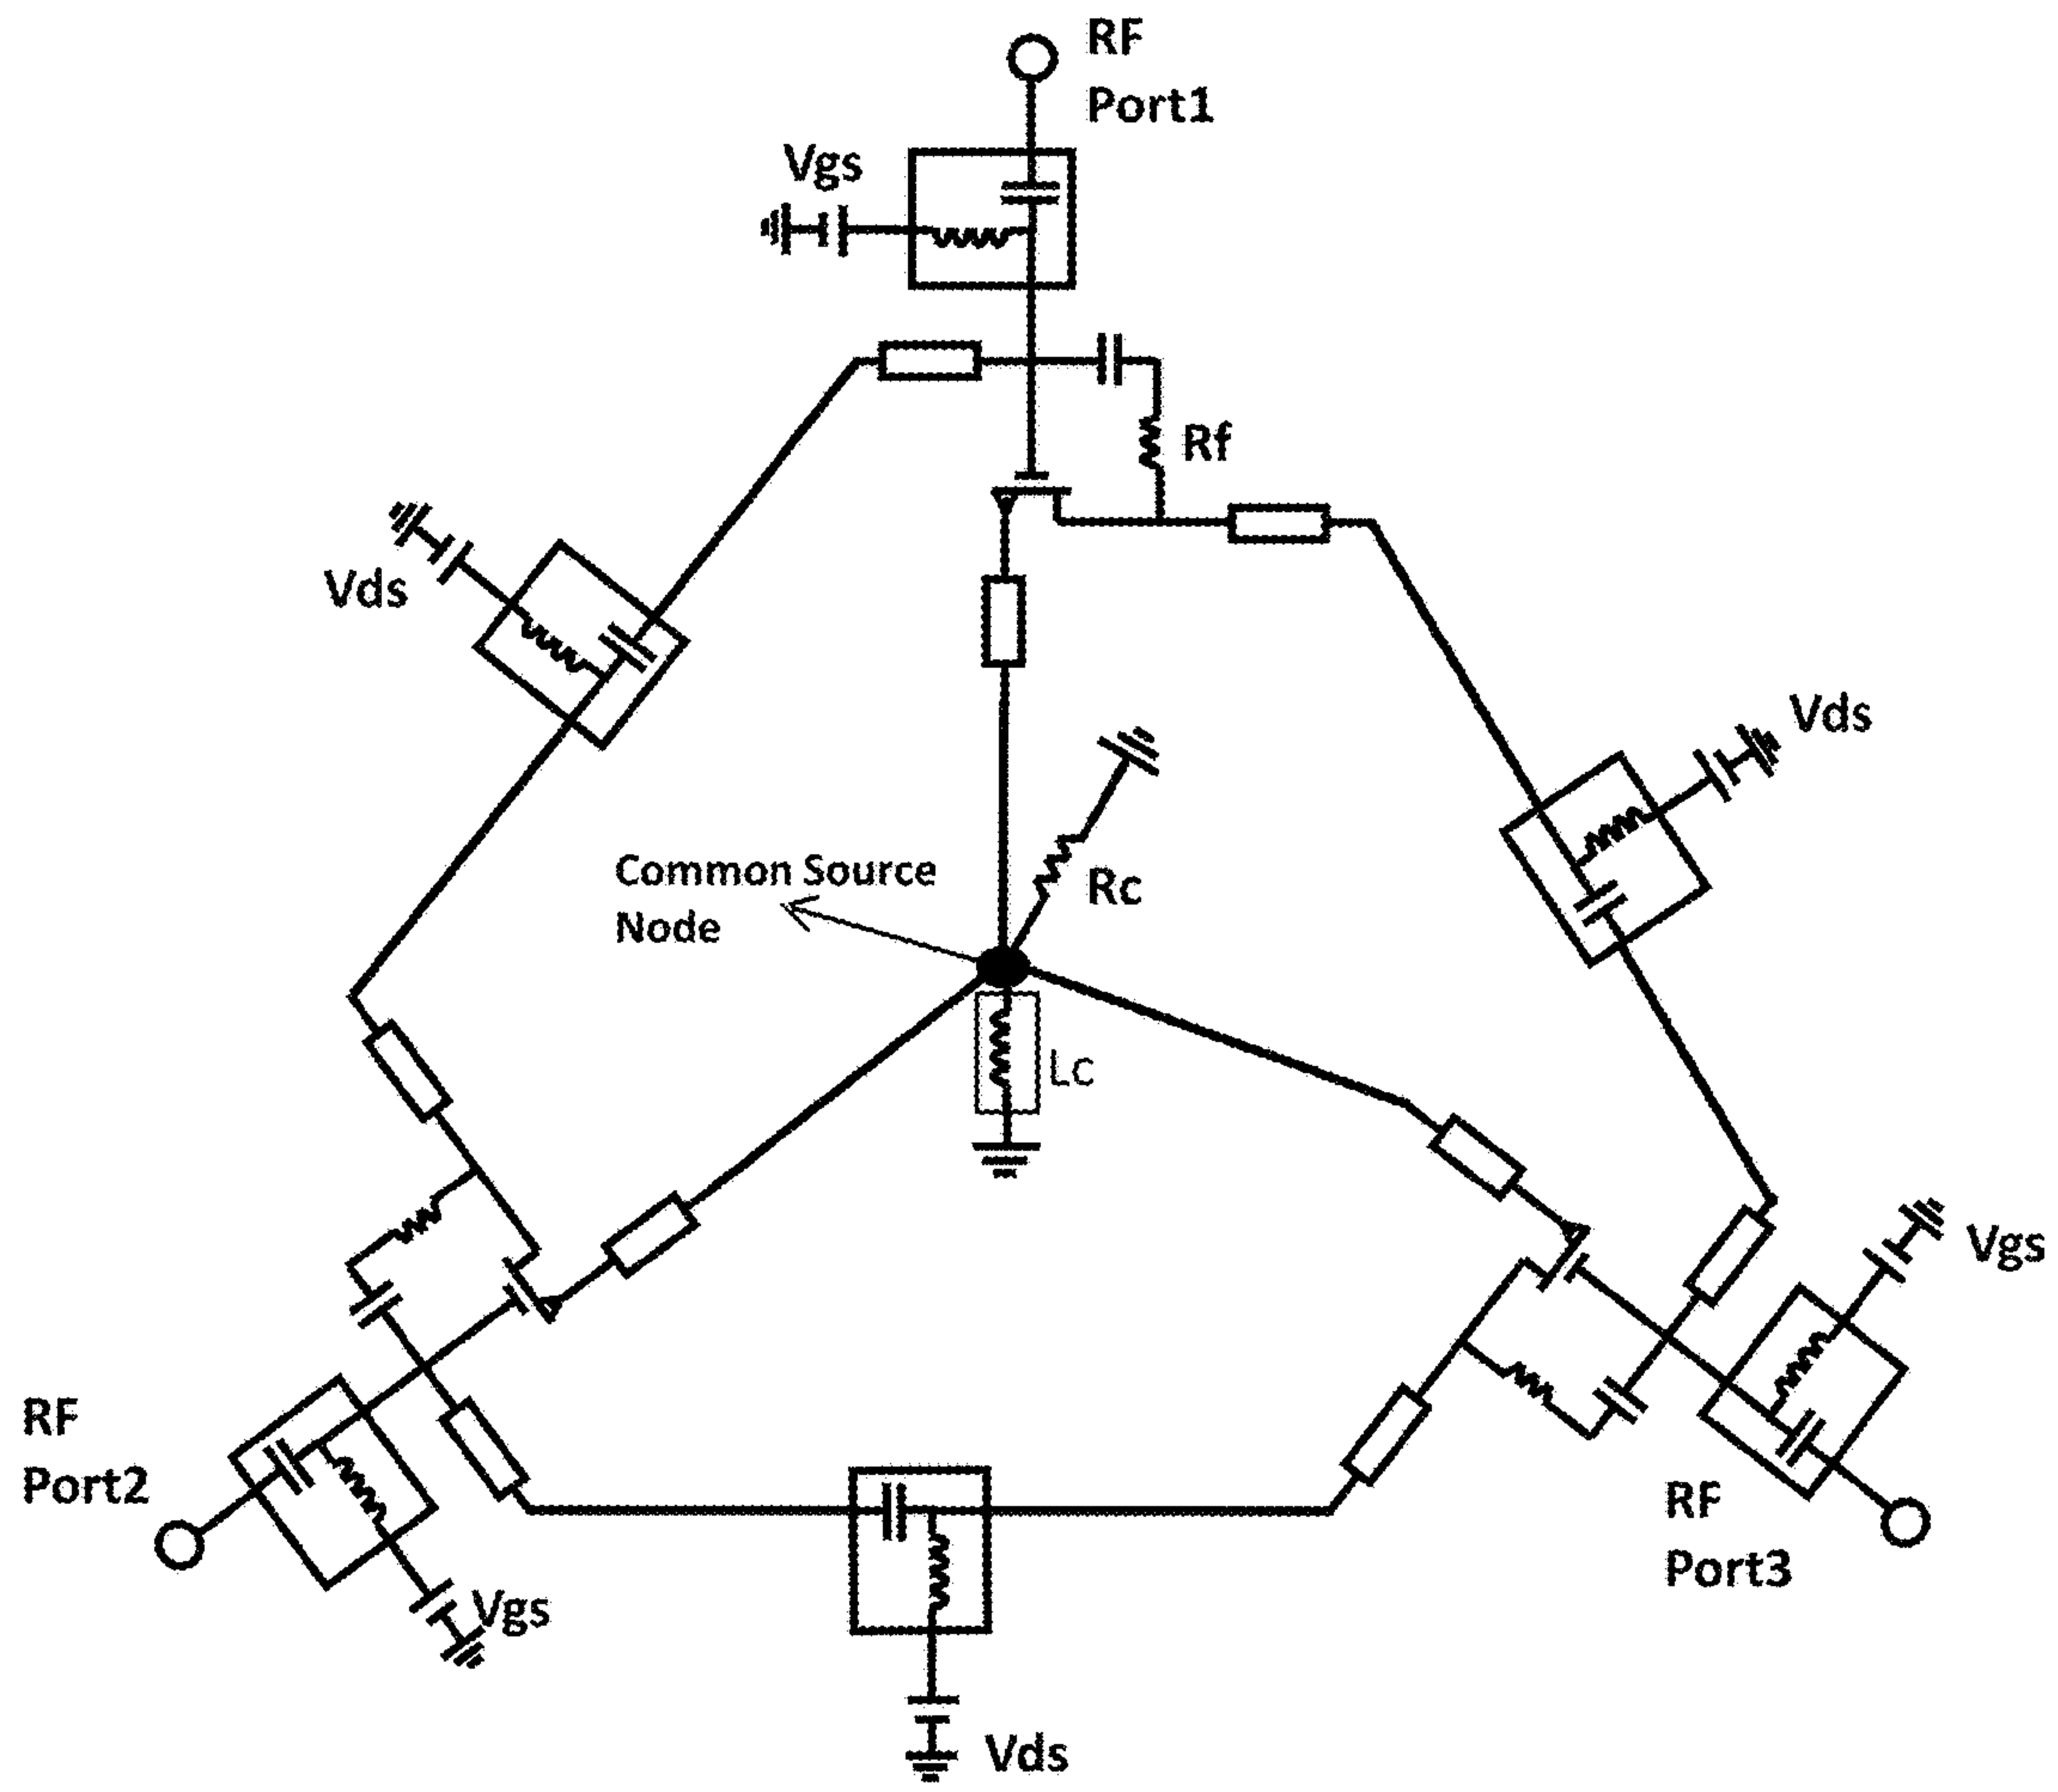 RF
Port1
Vgs
Rf
Vds
Vds
Common Source
Node
Rc
Lc
Vgs
RF
Port2
RF
Port3
Vgs
Vds